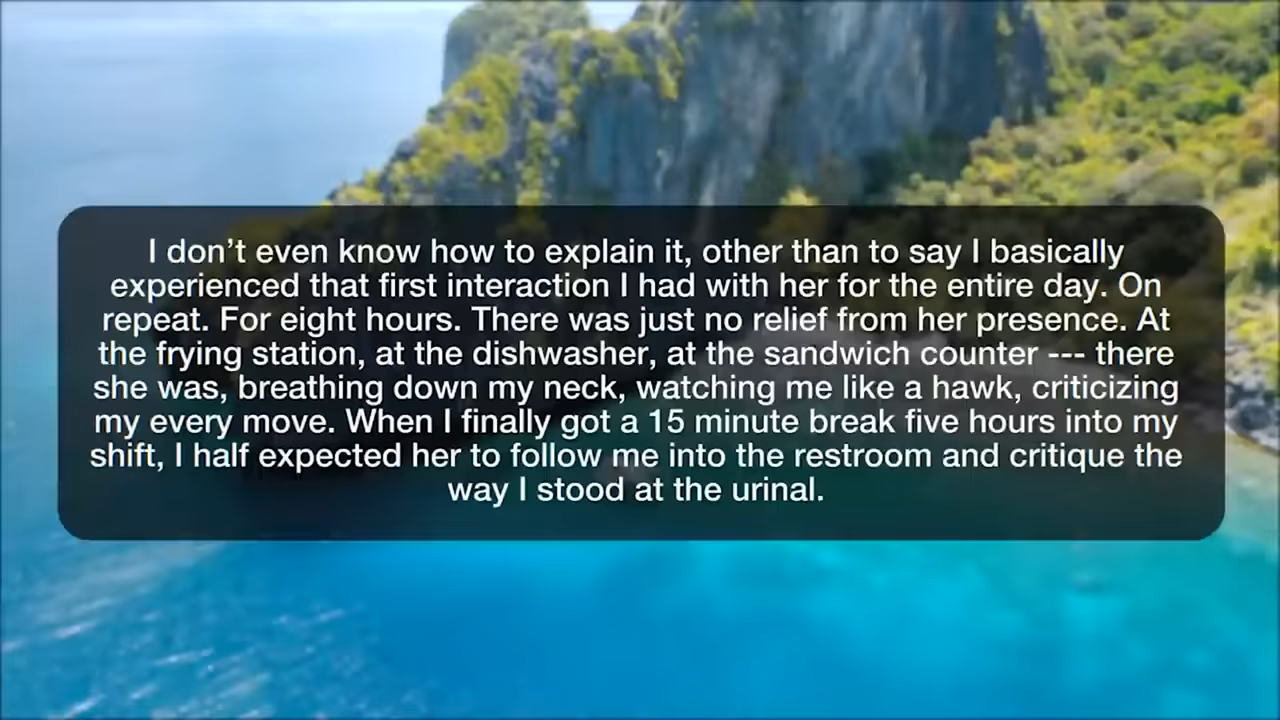 I don’t even know how to explain it, other than to say I basically
experienced that first interaction I had with her for the entire day. On
repeat. For eight hours. There was just no relief from her presence. At
the frying station, at the dishwasher, at the sandwich counter --- there
she was, breathing down my neck, watching me like a hawk, criticizing
my every move. When I finally got a 15 minute break five hours into my
shift, I half expected her to follow me into the restroom and critique the
way I stood at the urinal.